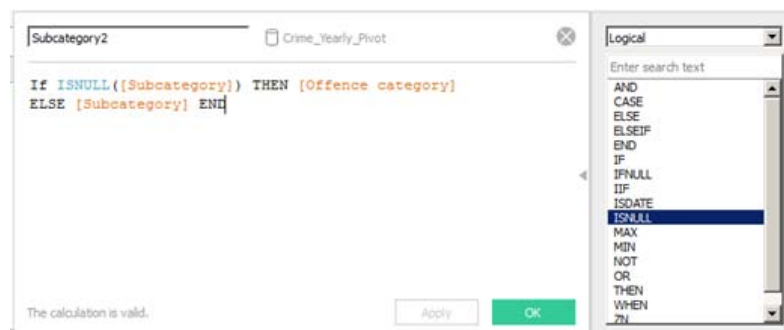 Subcategory2
Crime_Yearly_Pivot
If ISNULL([Subcategory]) THEN [Offence category]
ELSE [Subcategory] END
The calculation is valid.
Apply
OK
Logical
Enter search text
AND
CASE
ELSE
ELSEIF
END
IF
IFNULL
IIF
ISDATE
ISNULL
MAX
MIN
NOT
OR
THEN
WHEN
ZN